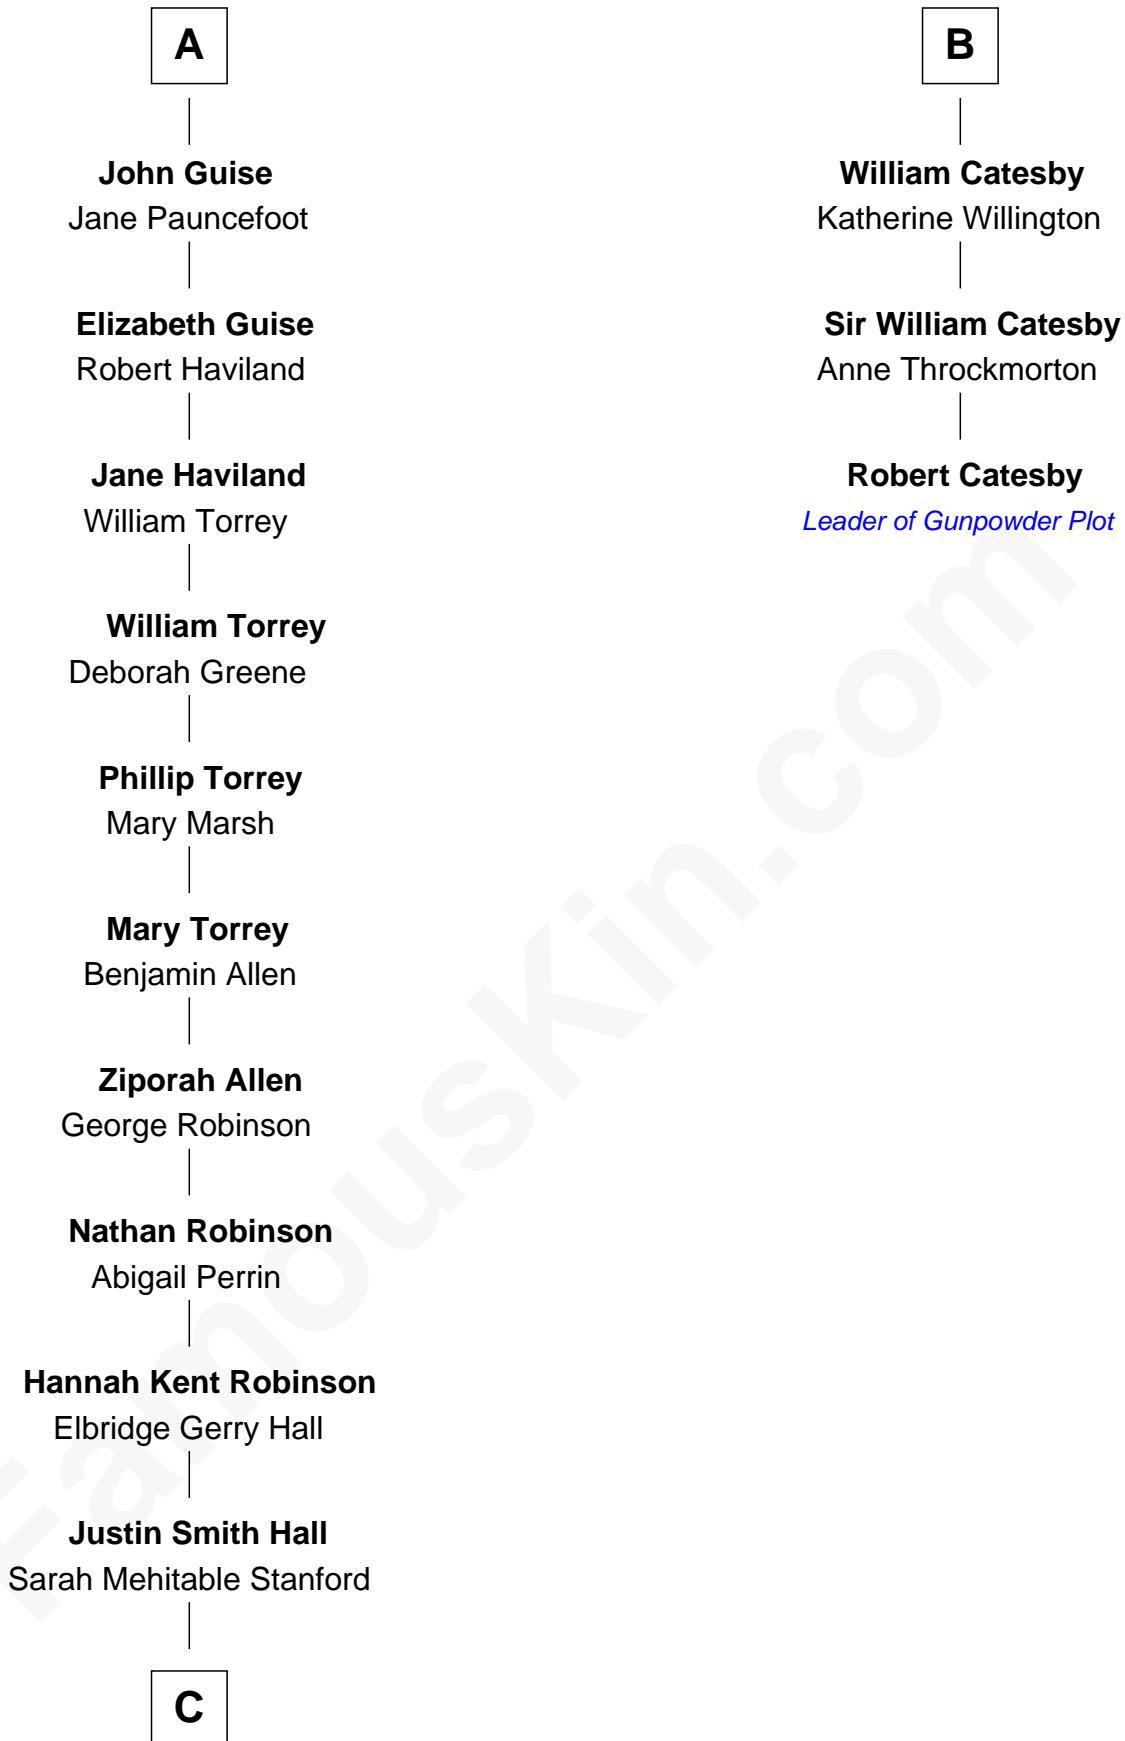 A
John Guise
Jane Pauncefoot
Elizabeth Guise
Robert Haviland
Jane Haviland
William Torrey
William Torrey
Deborah Greene
Phillip Torrey
Mary Marsh
Mary Torrey
Benjamin Allen
Ziporah Allen
George Robinson
Nathan Robinson
Abigail Perrin
Hannah Kent Robinson
Elbridge Gerry Hall
Justin Smith Hall
Sarah Mehitable Stanford
C
B
William Catesby
Katherine Willington
Sir William Catesby
Anne Throckmorton
Robert Catesby
Leader of Gunpowder Plot
FamousKin.com